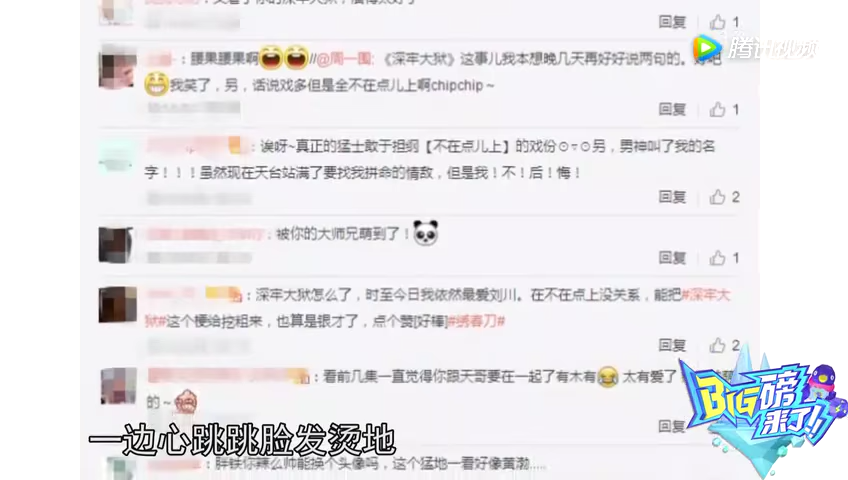 回复 1
腾讯视频
：腰果腰果啊//@周一围：《深牢大狱》这事儿我本想晚几天再好好说两句的。好吧
我笑了，另，话说戏多但是全不在点儿上啊chipchip～
回复 1
：诶呀~真正的猛士敢于担纲【不在点儿上】的戏份⊙▽⊙另，男神叫了我的名
字！！！虽然现在天台站满了要找我拼命的情敌，但是我！不！后！悔！
回复 2
：被你的大师兄萌到了！
回复 1
：深牢大狱怎么了，时至今日我依然最爱刘川。在不在点上没关系，能把#深牢大
狱#这个梗给挖粗来，也算是银才了，点个赞[好棒]#绣春刀#
回复 2
：看前几集一直觉得你跟天哥要在一起了有木有 太有爱了
的～
回复
BIG磅来了!!
一边心跳跳脸发烫地
：胖铁你辣么帅能换个头像吗，这个猛地一看好像黄渤.....